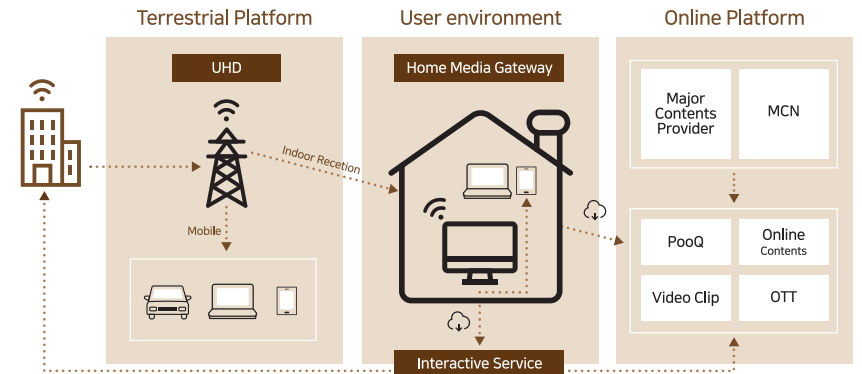 Terrestrial Platform
User environment
Online Platform
UHD
Home Media Gateway
Major
Contents
Provider
MCN
Indoor Recetion
Mobile
PooQ
Online
Contents
Video Clip
OTT
Interactive Service